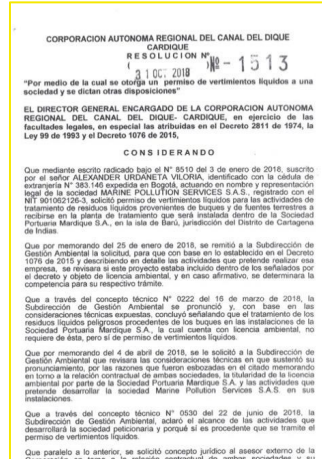 CORPORACION AUTONOMA REGIONAL DEL CANAL DEL DIQUE
CARDIQUE
RESOLUCION Nº
( Nº - 1513
31 OCT. 2018
"Por medio de la cual se otorga un permiso de vertimientos líquidos a una
sociedad y se dictan otras disposiciones"
EL DIRECTOR GENERAL ENCARGADO DE LA CORPORACION AUTONOMA
REGIONAL DEL CANAL DEL DIQUE- CARDIQUE, en ejercicio de las
facultades legales, en especial las atribuidas en el Decreto 2811 de 1974, la
Ley 99 de 1993 y el Decreto 1076 de 2015,
C O N S I D E R A N D O
Que mediante escrito radicado bajo el N° 8510 del 3 de enero de 2018, suscrito
por el señor ALEXANDER URDANETA VILORIA, identificado con la cédula de
extranjería N° 383.146 expedida en Bogotá, actuando en nombre y representación
legal de la sociedad MARINE POLLUTION SERVICES S.A.S., registrado con el
NIT 901062126-3, solicitó permiso de vertimientos líquidos para las actividades de
tratamiento de residuos líquidos provenientes de buques y de fuentes terrestres a
recibirse en la planta de tratamiento que será instalada dentro de la Sociedad
Portuaria Mardique S.A., en la isla de Barú, jurisdicción del Distrito de Cartagena
de Indias.
Que por memorando del 25 de enero de 2018, se remitió a la Subdirección de
Gestión Ambiental la solicitud, para que con base en lo establecido en el Decreto
1076 de 2015 y describiendo en detalle las actividades que pretende realizar esa
empresa, se revisara si este proyecto estaba incluido dentro de los señalados por
el decreto y objeto de licencia ambiental, y en caso afirmativo, se determinara la
competencia para su respectivo trámite.
Que a través del concepto técnico N° 0222 del 16 de marzo de 2018, la
Subdirección de Gestión Ambiental se pronunció y, con base en las
consideraciones técnicas expuestas, concluyó señalando que el tratamiento de los
residuos líquidos peligrosos procedentes de los buques en las instalaciones de la
Sociedad Portuaria Mardique S.A., la cual cuenta con licencia ambiental, no
requiere de ésta, pero sí de permiso de vertimientos líquidos.
Que por memorando del 4 de abril de 2018, se le solicitó a la Subdirección de
Gestión Ambiental que revisara las consideraciones técnicas en que sustentó su
pronunciamiento, por las razones que fueron esbozadas en el citado memorando
en torno a la relación contractual de ambas sociedades, la titularidad de la licencia
ambiental por parte de la Sociedad Portuaria Mardique S.A. y las actividades que
pretende desarrollar la sociedad Marine Pollution Services S.A.S. en sus
instalaciones.
Que a través del concepto técnico N° 0530 del 22 de junio de 2018, la
Subdirección de Gestión Ambiental, aclaró el alcance de las actividades que
desarrollará la sociedad peticionaria y porqué sí es procedente que se tramite el
permiso de vertimientos líquidos.
Que paralelo a lo anterior, se solicitó concepto jurídico al asesor externo de la